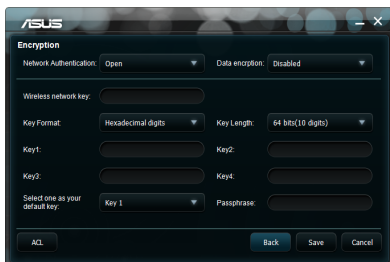 ASUS
Encryption
Network Authentication: Open Data encrption: Disabled
Wireless network key:
Key Format: Hexadecimal digits Key Length: 64 bits(10 digits)
Key1: Key2:
Key3: Key4:
Select one as your
default key: Key 1 Passphrase:
ACL Back Save Cancel